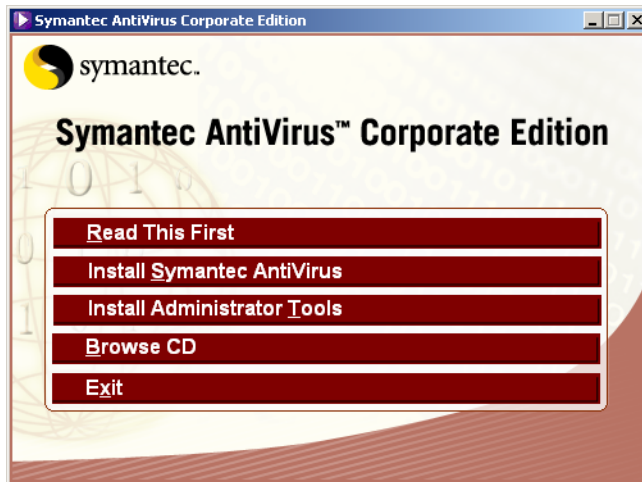 Symantec AntiVirus Corporate Edition
symantec.
Symantec AntiVirus™ Corporate Edition
Read This First
Install Symantec AntiVirus
Install Administrator Tools
Browse CD
Exit